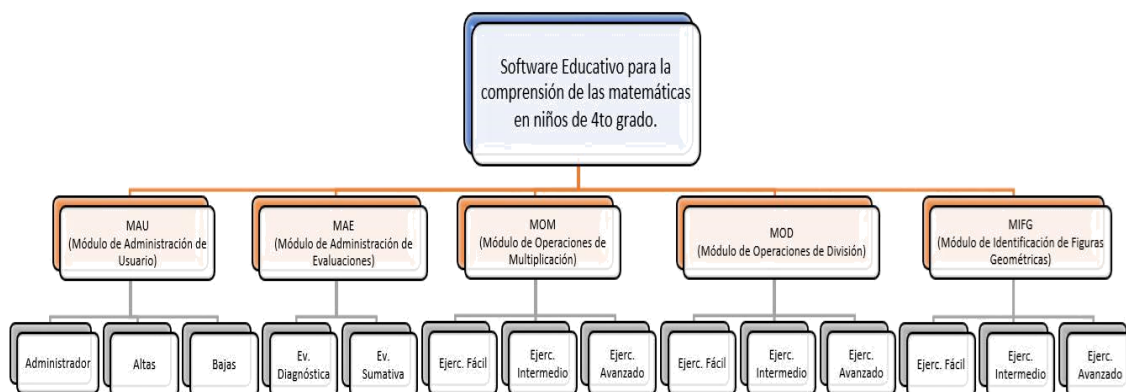 Software Educativo para la
comprensión de las matemáticas
en niños de 4to grado.
MAU
(Módulo de Administración de
Usuario)
MAE
(Módulo de Administración de
Evaluaciones)
MOM
(Módulo de Operaciones de
Multiplicación)
MOD
(Módulo de Operaciones de División)
MIFG
(Módulo de Identificación de Figuras
Geométricas)
Administrador
Altas
Bajas
Ev.
Diagnóstica
Ev.
Sumativa
Ejerc. Fácil
Ejerc.
Intermedio
Ejerc.
Avanzado
Ejerc. Fácil
Ejerc.
Intermedio
Ejerc.
Avanzado
Ejerc. Fácil
Ejerc.
Intermedio
Ejerc.
Avanzado